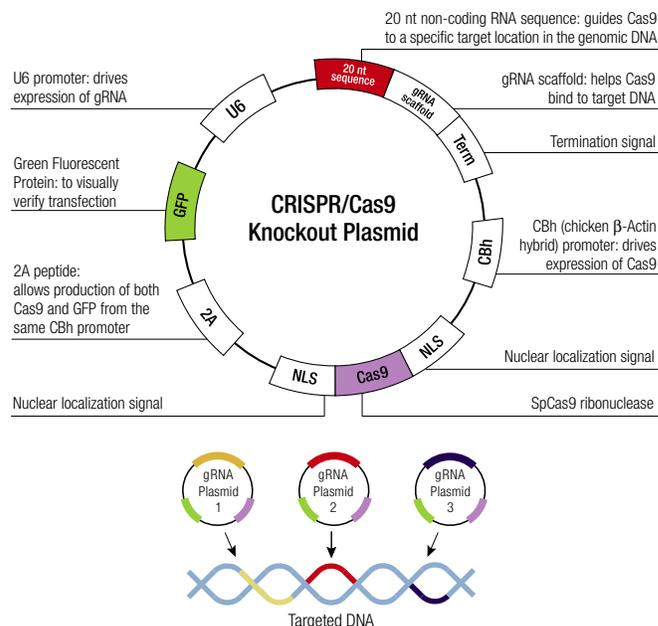 20 nt non-coding RNA sequence: guides Cas9
to a specific target location in the genomic DNA
U6 promoter: drives
expression of gRNA
20 nt
sequence
gRNA
scaffold
gRNA scaffold: helps Cas9
bind to target DNA
U6
Term
Termination signal
Green Fluorescent
Protein: to visually
verify transfection
GFP
CRISPR/Cas9
Knockout Plasmid
CBh
CBh (chicken β-Actin
hybrid) promoter: drives
expression of Cas9
2A peptide:
allows production of both
Cas9 and GFP from the
same CBh promoter
2A
NLS
Cas9
NLS
Nuclear localization signal
Nuclear localization signal
SpCas9 ribonuclease
gRNA
Plasmid
1
gRNA
Plasmid
2
gRNA
Plasmid
3
Targeted DNA